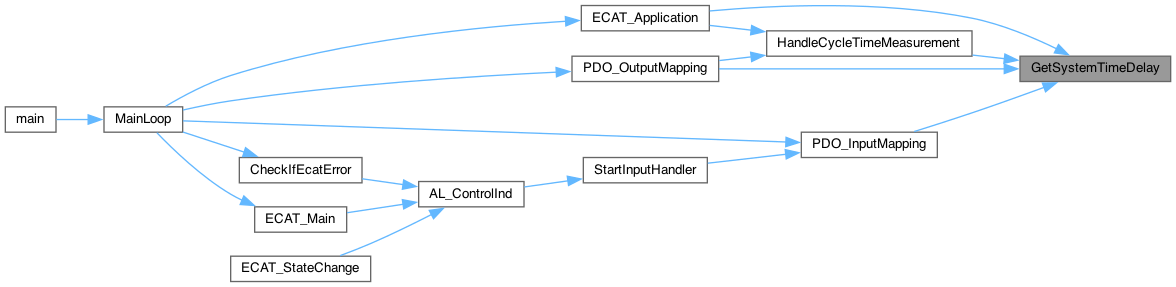 ECAT_Application
HandleCycleTimeMeasurement
GetSystemTimeDelay
PDO_OutputMapping
main
MainLoop
PDO_InputMapping
CheckIfEcatError
StartInputHandler
AL_ControlInd
ECAT_Main
ECAT_StateChange